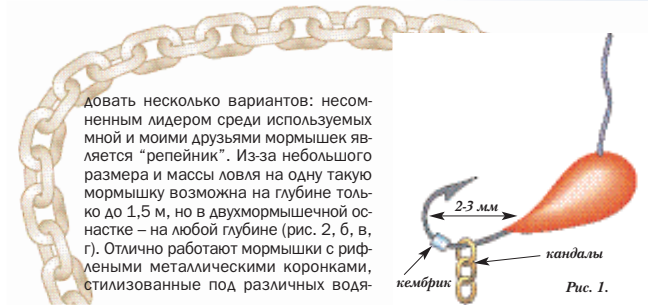 довать несколько вариантов: несом-
ненным лидером среди используемых
мной и моими друзьями мормышек яв-
ляется “репейник”. Из-за небольшого
размера и массы ловля на одну такую
мормышку возможна на глубине толь-
ко до 1,5 м, но в двухмормышечной ос-
настке – на любой глубине (рис. 2, б, в,
г). Отлично работают мормышки с риф-
леными металлическими коронками,
стилизованные под различных водя-
2-3 мм
кандалы
кембрик
Рис. 1.